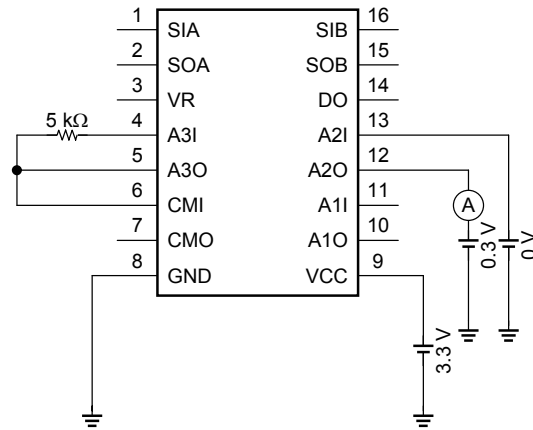 1 SIA SIB 16
2 SOA SOB 15
3 VR DO 14
5 kΩ 4 A3I A2I 13
5 A3O A2O 12
6 CMI A1I 11
A
7 CMO A1O 10
0.3 V 0 V
8 GND VCC 9
3.3 V